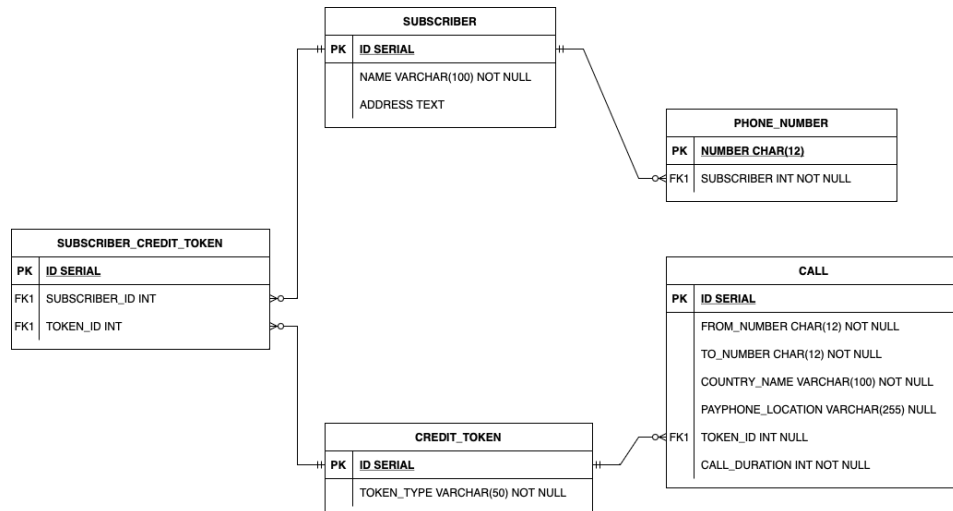 SUBSCRIBER
PK ID SERIAL
NAME VARCHAR(100) NOT NULL
ADDRESS TEXT
PHONE_NUMBER
PK NUMBER CHAR(12)
FK1 SUBSCRIBER INT NOT NULL
SUBSCRIBER_CREDIT_TOKEN
PK ID SERIAL
FK1 SUBSCRIBER_ID INT
FK1 TOKEN_ID INT
CALL
PK ID SERIAL
FROM_NUMBER CHAR(12) NOT NULL
TO_NUMBER CHAR(12) NOT NULL
COUNTRY_NAME VARCHAR(100) NOT NULL
PAYPHONE_LOCATION VARCHAR(255) NULL
FK1 TOKEN_ID INT NULL
CALL_DURATION INT NOT NULL
CREDIT_TOKEN
PK ID SERIAL
TOKEN_TYPE VARCHAR(50) NOT NULL